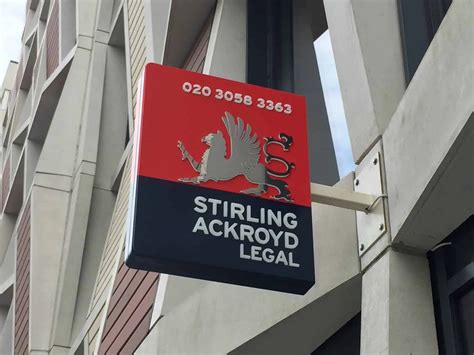 020 3058 3363
STIRLING
ACKROYD
LEGAL